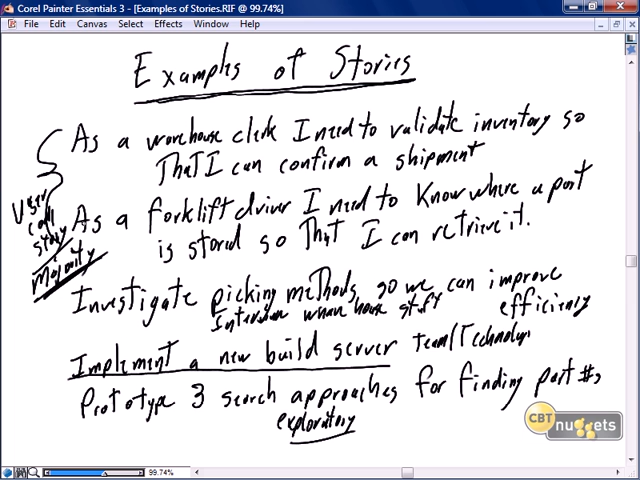 Corel Painter Essentials 3 - [Examples of Stories.RIF @ 99.74%]
File Edit Canvas Select Effects Window Help
Examples of Stories
As a warehouse clerk I need to validate inventory so
That I can confirm a shipment
As a forklift driver I need to Know where a part
is stored so That I can retrieve it.
User
story
majority
Investigate picking methods so we can improve
efficiency
Interview
Implement a new build server Team/Technology
Prototype 3 search approaches for finding part #s
exploratory
CBT
nuggets
99.74%